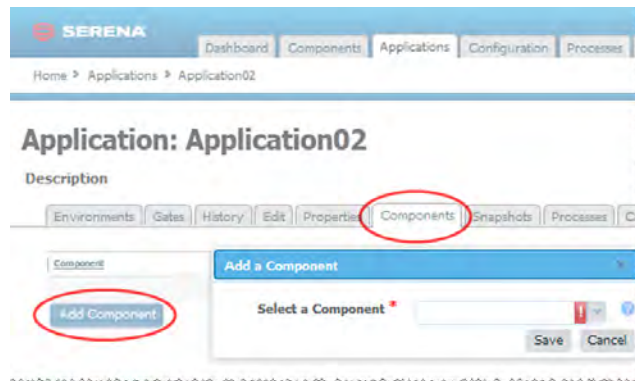 SERENA
Dashboard Components Applications Configuration Processes
Home > Applications > Application02
Application: Application02
Description
Environments Gates History Edit Properties Components Snapshots Processes C
Component
Add a Component
Add Component
Select a Component *
!
Save Cancel